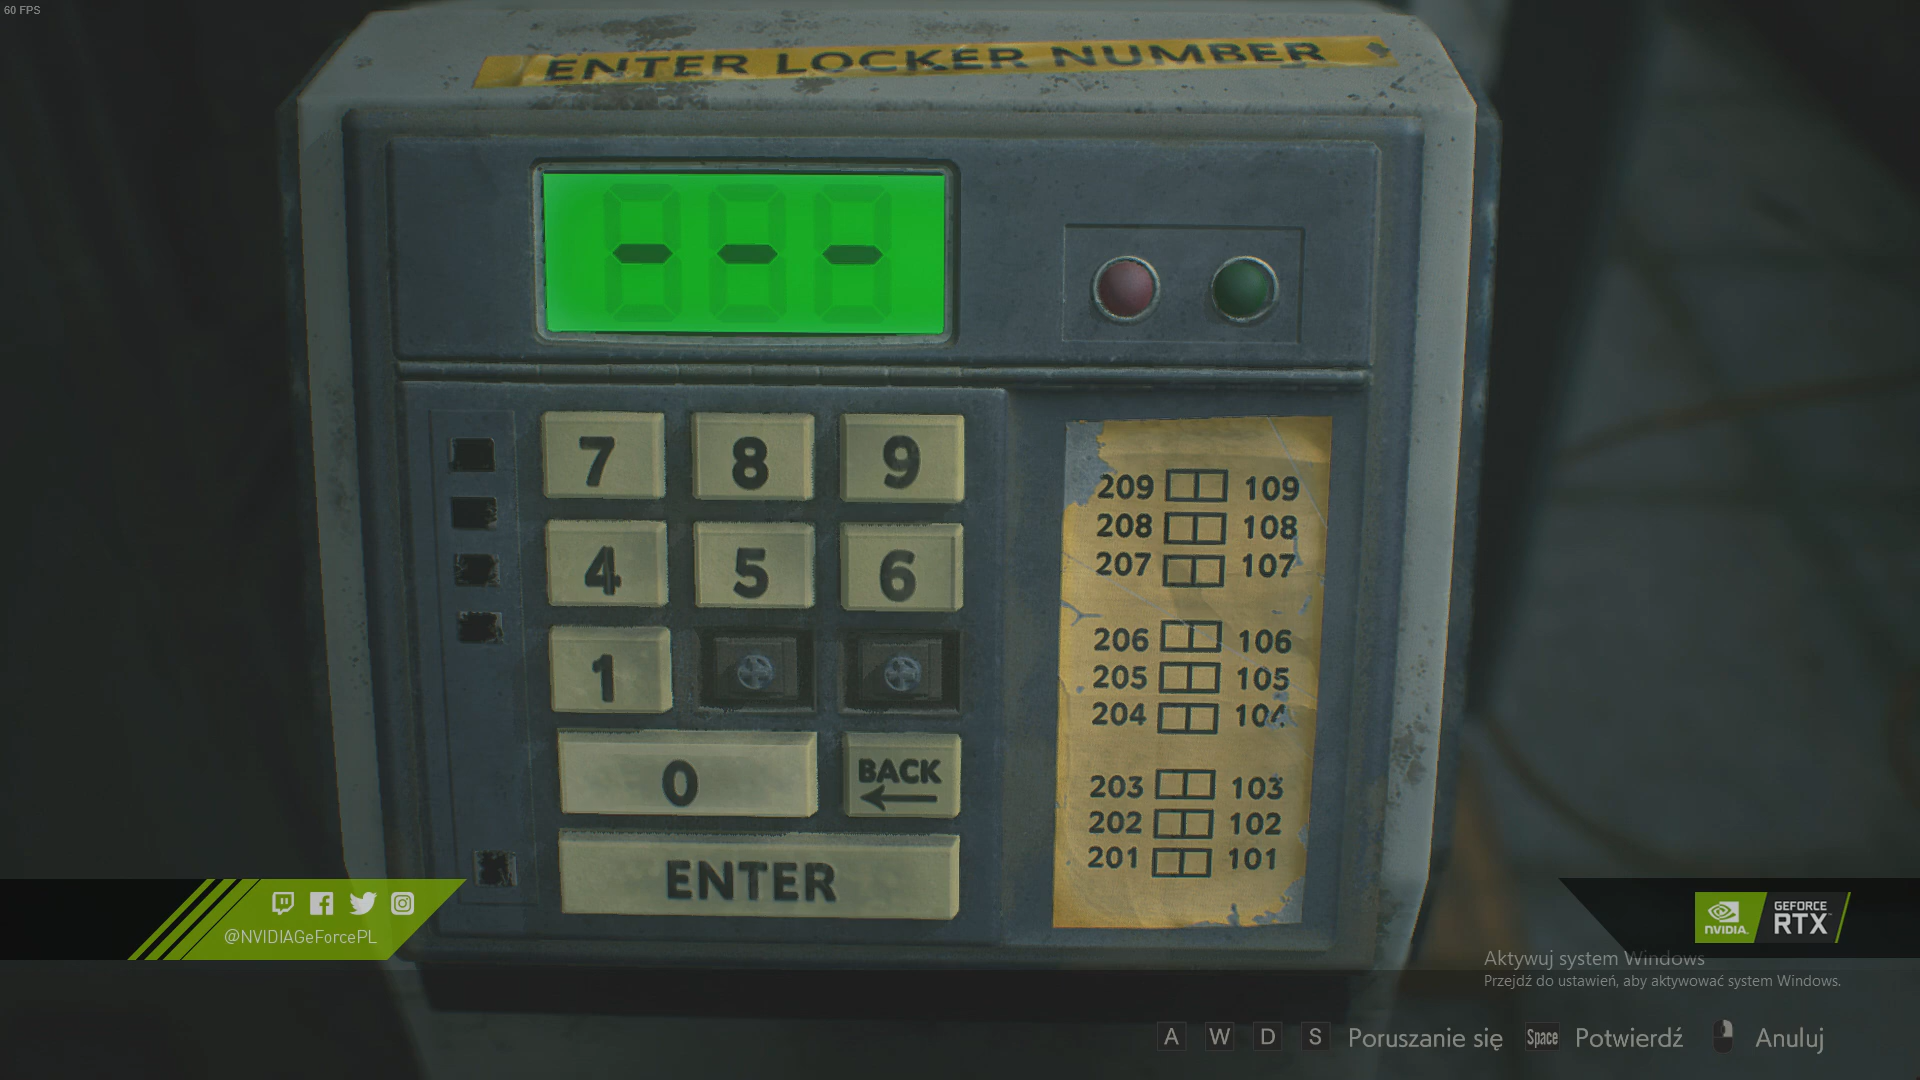 60 FPS
ENTER LOCKER NUMBER
- - -
7 8 9
4 5 6
1
0 BACK
ENTER
209 109
208 108
207 107
206 106
205 105
204 104
203 103
202 102
201 101
@NVIDIAGeForcePL
NVIDIA. GEFORCE RTX
Aktywuj system Windows
Przejdź do ustawień, aby aktywować system Windows.
A W D S Poruszanie się Space Potwierdź Anuluj